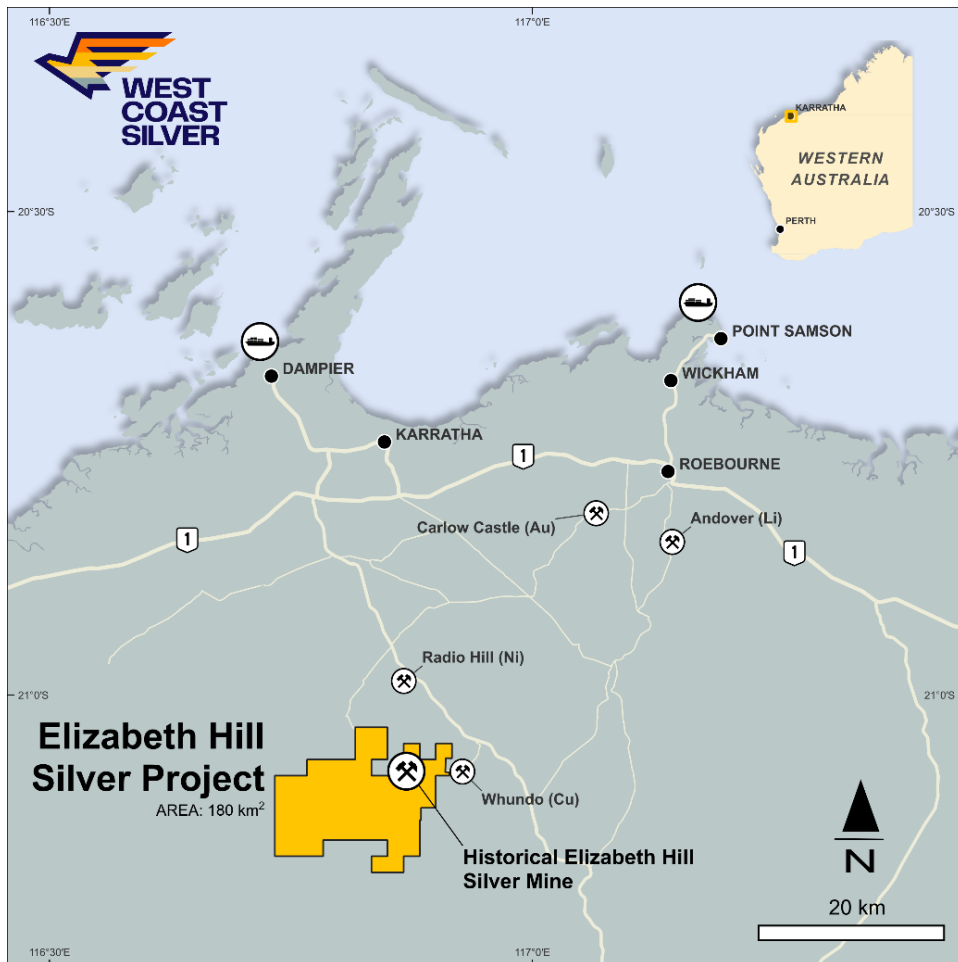 116°30'E
117°0'E
WEST
COAST
SILVER
KARRATHA
WESTERN
AUSTRALIA
PERTH
20°30'S
20°30'S
POINT SAMSON
DAMPIER
WICKHAM
KARRATHA
1
ROEBOURNE
Carlow Castle (Au)
Andover (Li)
1
1
Radio Hill (Ni)
21°0'S
21°0'S
Elizabeth Hill
Silver Project
AREA: 180 km²
Whundo (Cu)
Historical Elizabeth Hill
Silver Mine
N
20 km
116°30'E
117°0'E